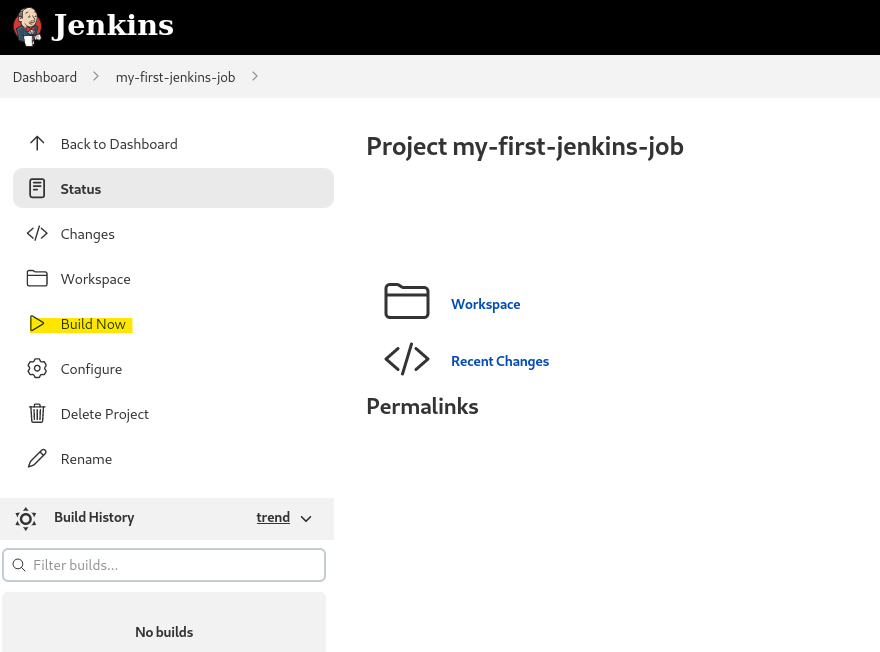 Jenkins
Dashboard
my-first-jenkins-job
Back to Dashboard
Status
Changes
Workspace
Build Now
Configure
Delete Project
Rename
Build History
trend
Filter builds...
No builds
Project my-first-jenkins-job
Workspace
Recent Changes
Permalinks